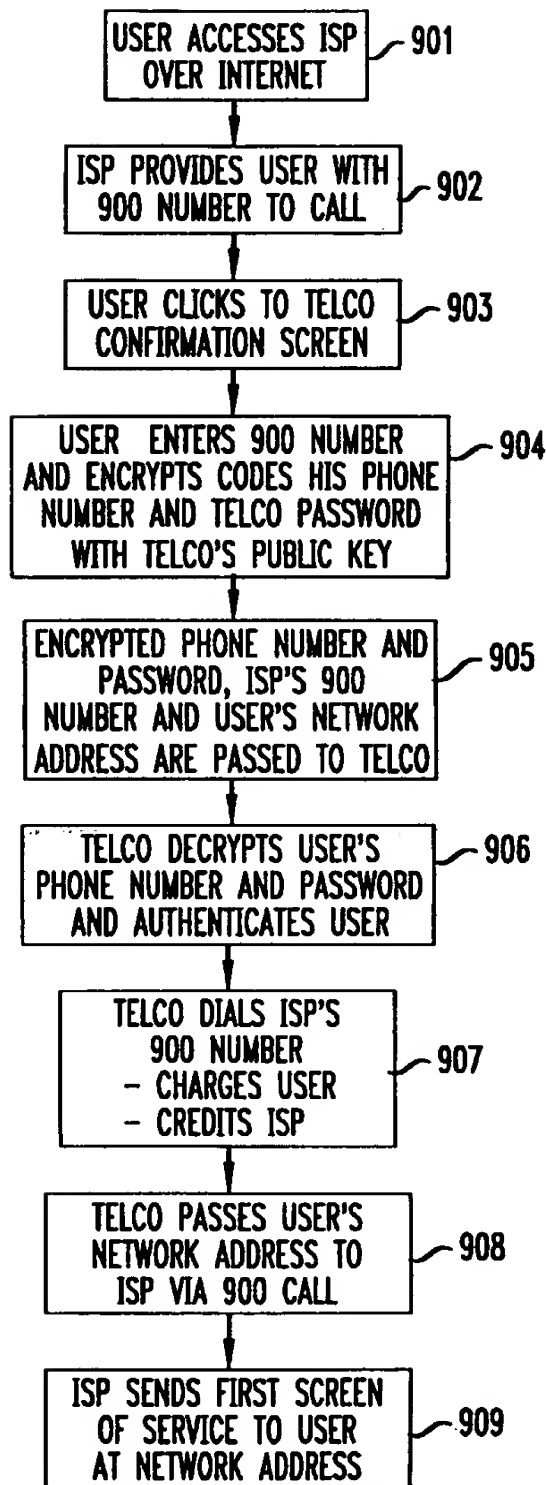 USER ACCESSES ISP
OVER INTERNET
901
ISP PROVIDES USER WITH
900 NUMBER TO CALL
902
USER CLICKS TO TELCO
CONFIRMATION SCREEN
903
USER ENTERS 900 NUMBER
AND ENCRYPTS CODES HIS PHONE
NUMBER AND TELCO PASSWORD
WITH TELCO'S PUBLIC KEY
904
ENCRYPTED PHONE NUMBER AND
PASSWORD, ISP'S 900
NUMBER AND USER'S NETWORK
ADDRESS ARE PASSED TO TELCO
905
TELCO DECRYPTS USER'S
PHONE NUMBER AND PASSWORD
AND AUTHENTICATES USER
906
TELCO DIALS ISP'S
900 NUMBER
- CHARGES USER
- CREDITS ISP
907
TELCO PASSES USER'S
NETWORK ADDRESS TO
ISP VIA 900 CALL
908
ISP SENDS FIRST SCREEN
OF SERVICE TO USER
AT NETWORK ADDRESS
909